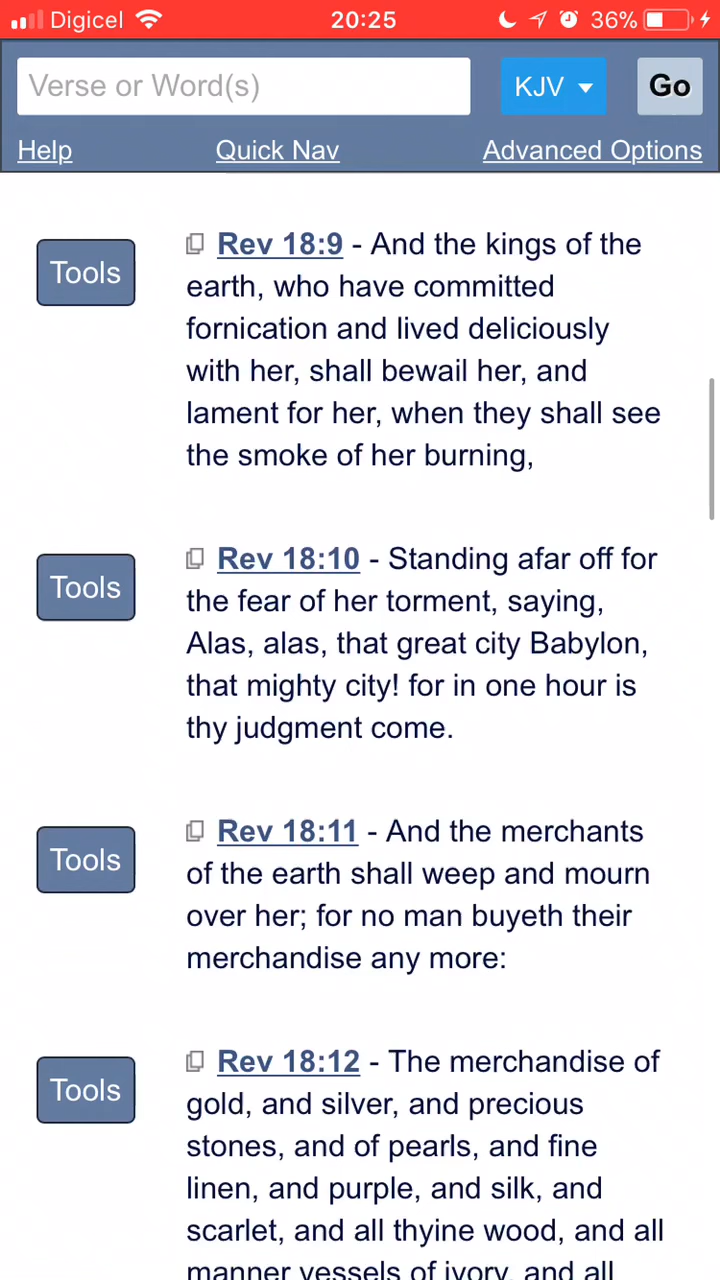 Digicel 20:25 36%
Verse or Word(s) KJV Go
Help Quick Nav Advanced Options
Tools
Rev 18:9 - And the kings of the
earth, who have committed
fornication and lived deliciously
with her, shall bewail her, and
lament for her, when they shall see
the smoke of her burning,
Tools
Rev 18:10 - Standing afar off for
the fear of her torment, saying,
Alas, alas, that great city Babylon,
that mighty city! for in one hour is
thy judgment come.
Tools
Rev 18:11 - And the merchants
of the earth shall weep and mourn
over her; for no man buyeth their
merchandise any more:
Tools
Rev 18:12 - The merchandise of
gold, and silver, and precious
stones, and of pearls, and fine
linen, and purple, and silk, and
scarlet, and all thyine wood, and all
manner vessels of ivory, and all